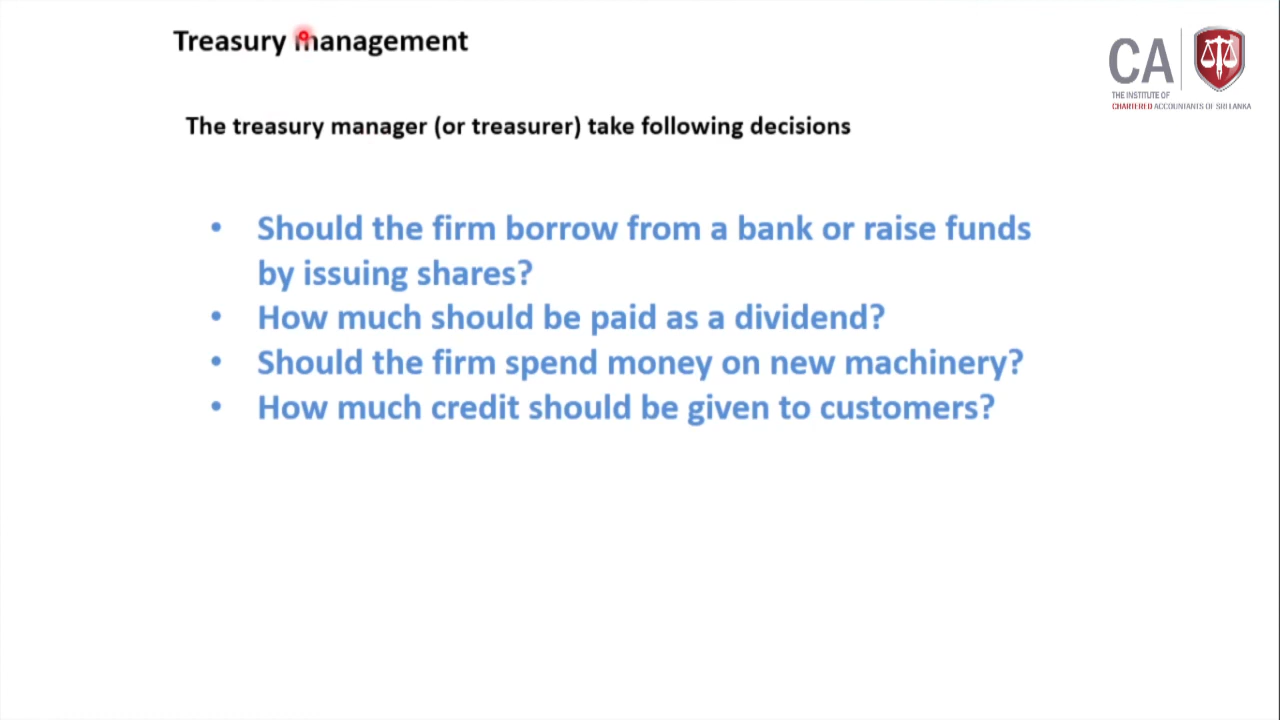 Treasury management
CA
THE INSTITUTE OF
CHARTERED ACCOUNTANTS OF SRI LANKA
The treasury manager (or treasurer) take following decisions
• Should the firm borrow from a bank or raise funds
by issuing shares?
• How much should be paid as a dividend?
• Should the firm spend money on new machinery?
• How much credit should be given to customers?